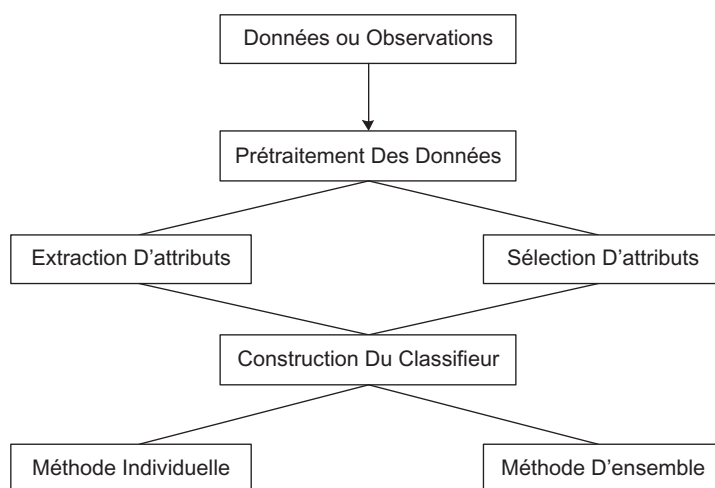 Données ou Observations
Prétraitement Des Données
Extraction D'attributs
Sélection D'attributs
Construction Du Classifieur
Méthode Individuelle
Méthode D'ensemble